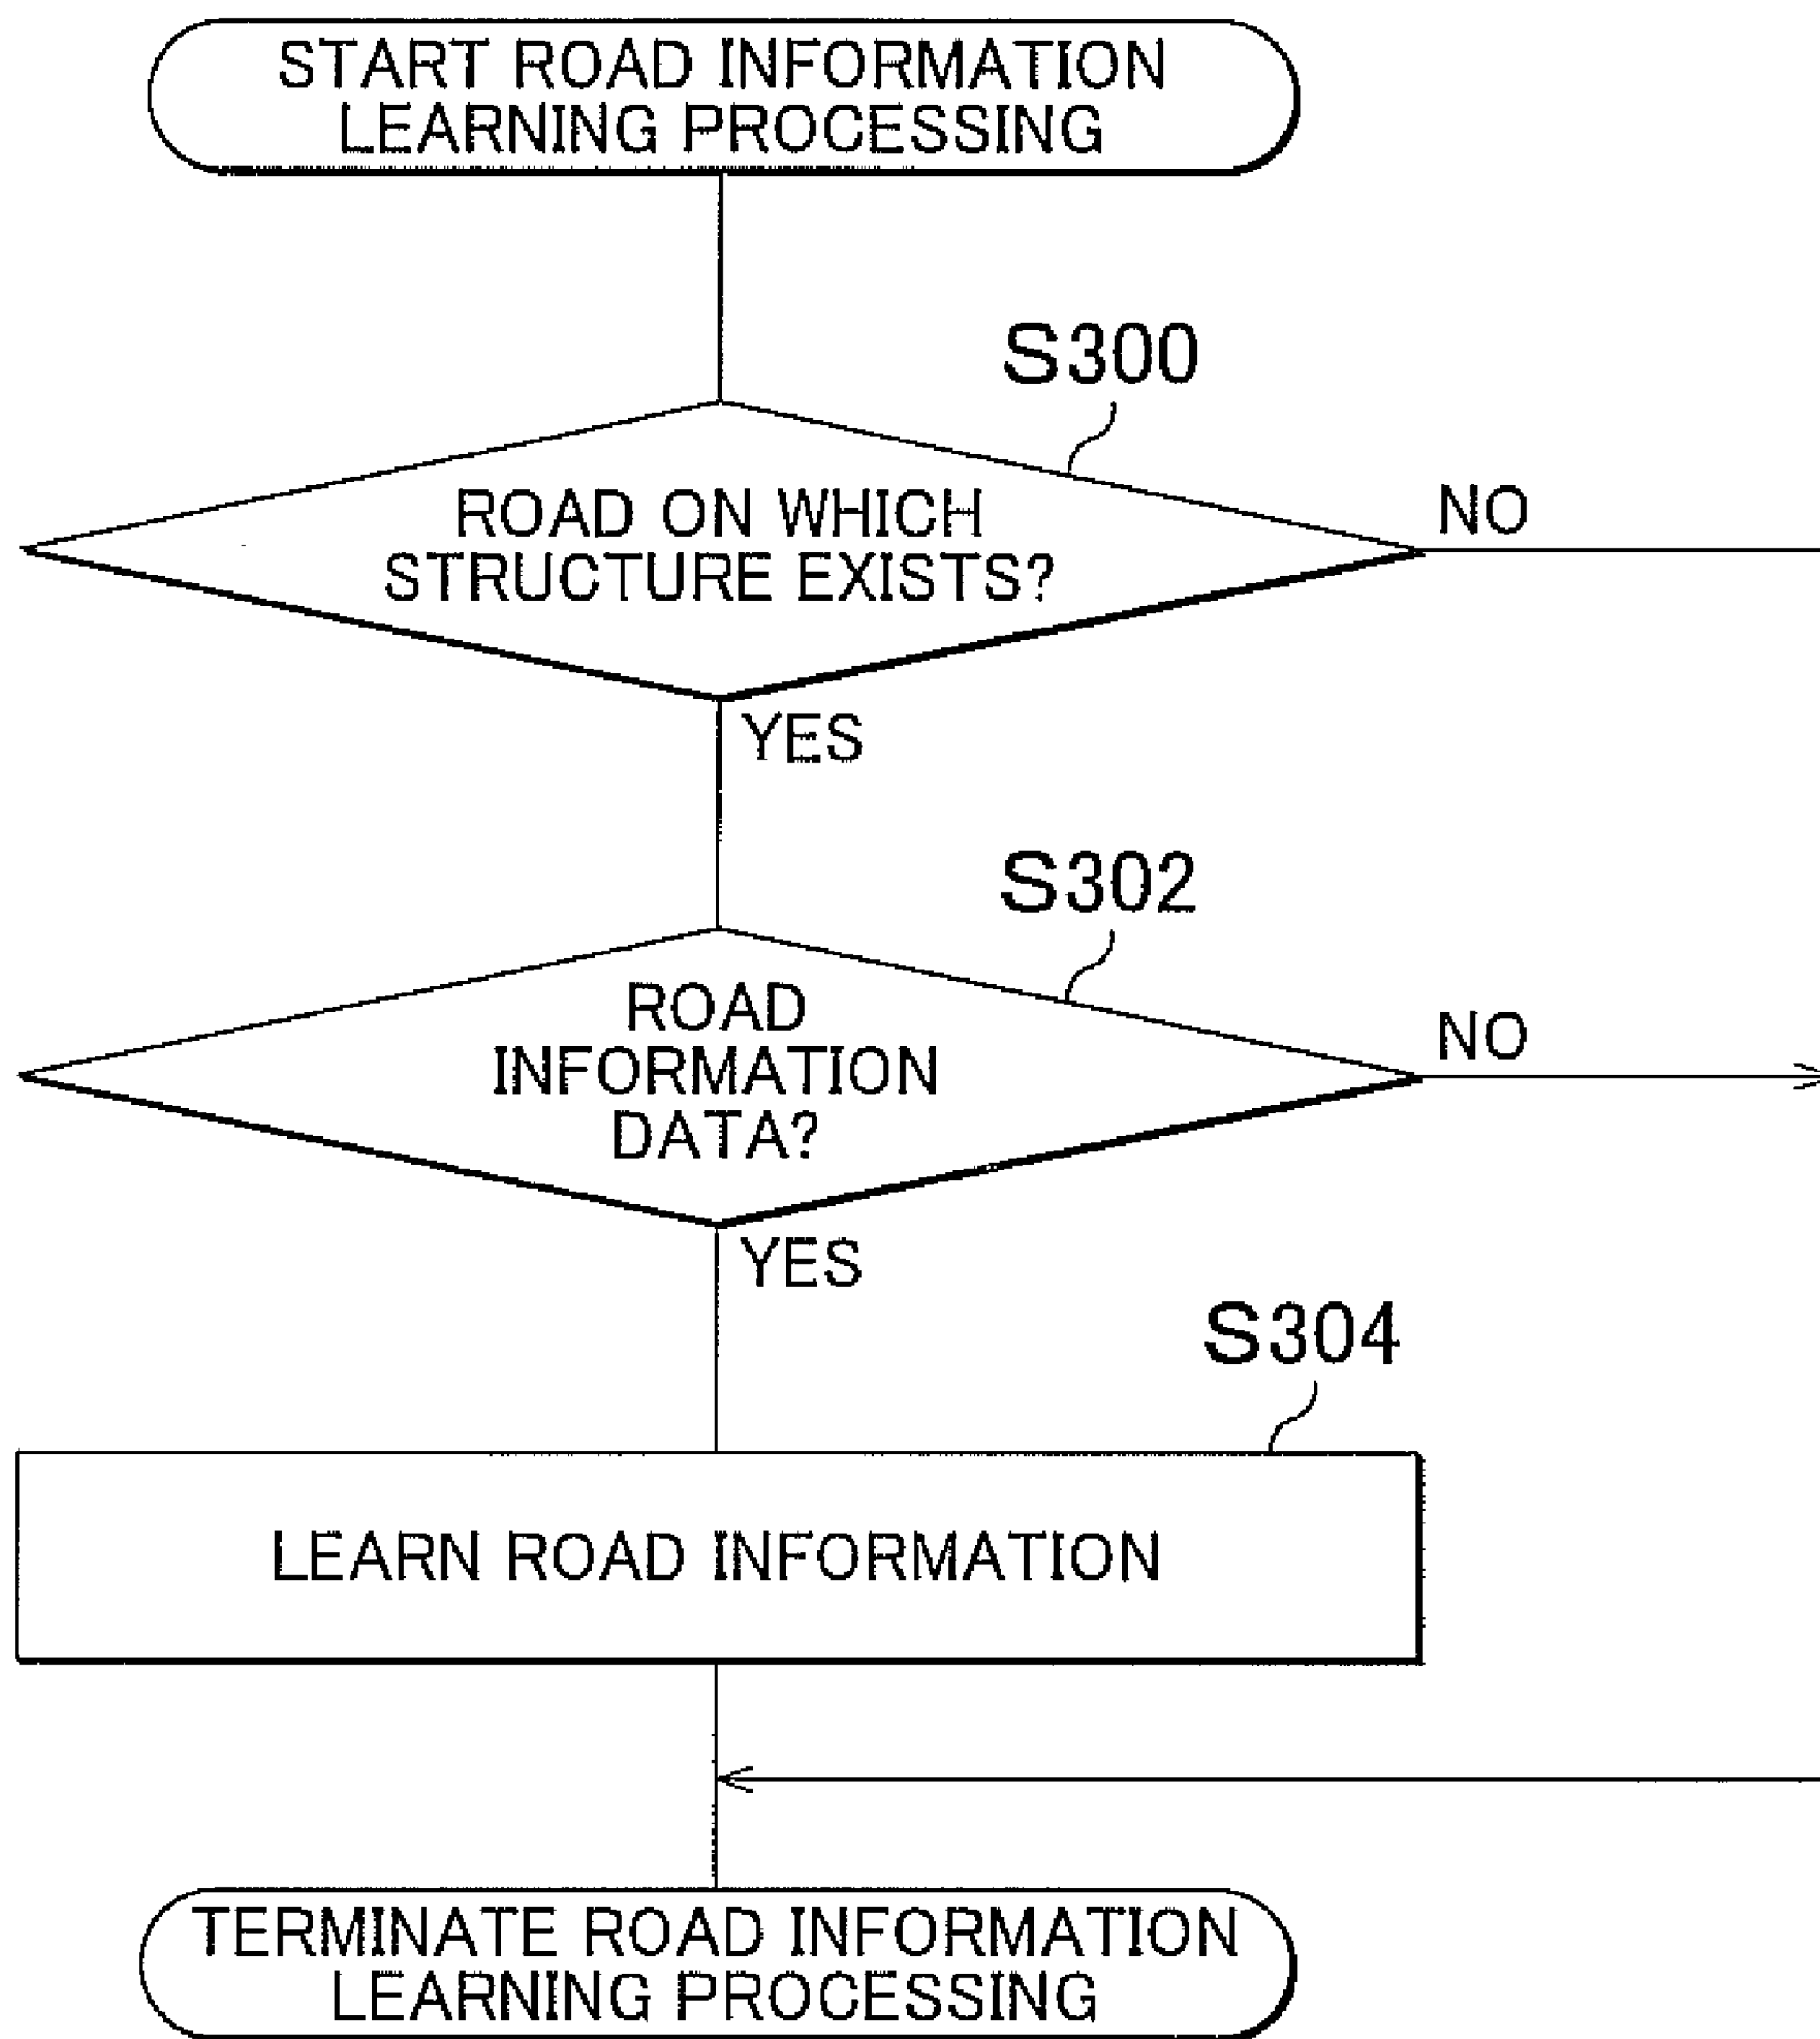 START ROAD INFORMATION
LEARNING PROCESSING
S300
ROAD ON WHICH
STRUCTURE EXISTS?
NO
YES
S302
ROAD
INFORMATION
DATA?
NO
YES
S304
LEARN ROAD INFORMATION
TERMINATE ROAD INFORMATION
LEARNING PROCESSING